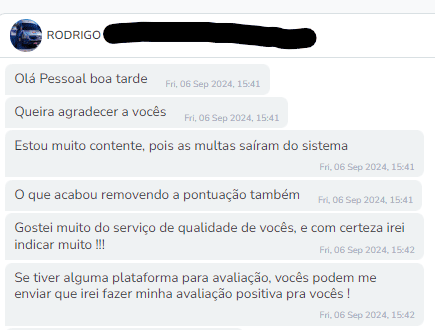 RODRIGO
Olá Pessoal boa tarde
Fri, 06 Sep 2024, 15:41
Queira agradecer a vocês
Fri, 06 Sep 2024, 15:41
Estou muito contente, pois as multas saíram do sistema
Fri, 06 Sep 2024, 15:41
O que acabou removendo a pontuação também
Fri, 06 Sep 2024, 15:41
Gostei muito do serviço de qualidade de vocês, e com certeza irei
indicar muito !!!
Fri, 06 Sep 2024, 15:42
Se tiver alguma plataforma para avaliação, vocês podem me
enviar que irei fazer minha avaliação positiva pra vocês !
Fri, 06 Sep 2024, 15:42